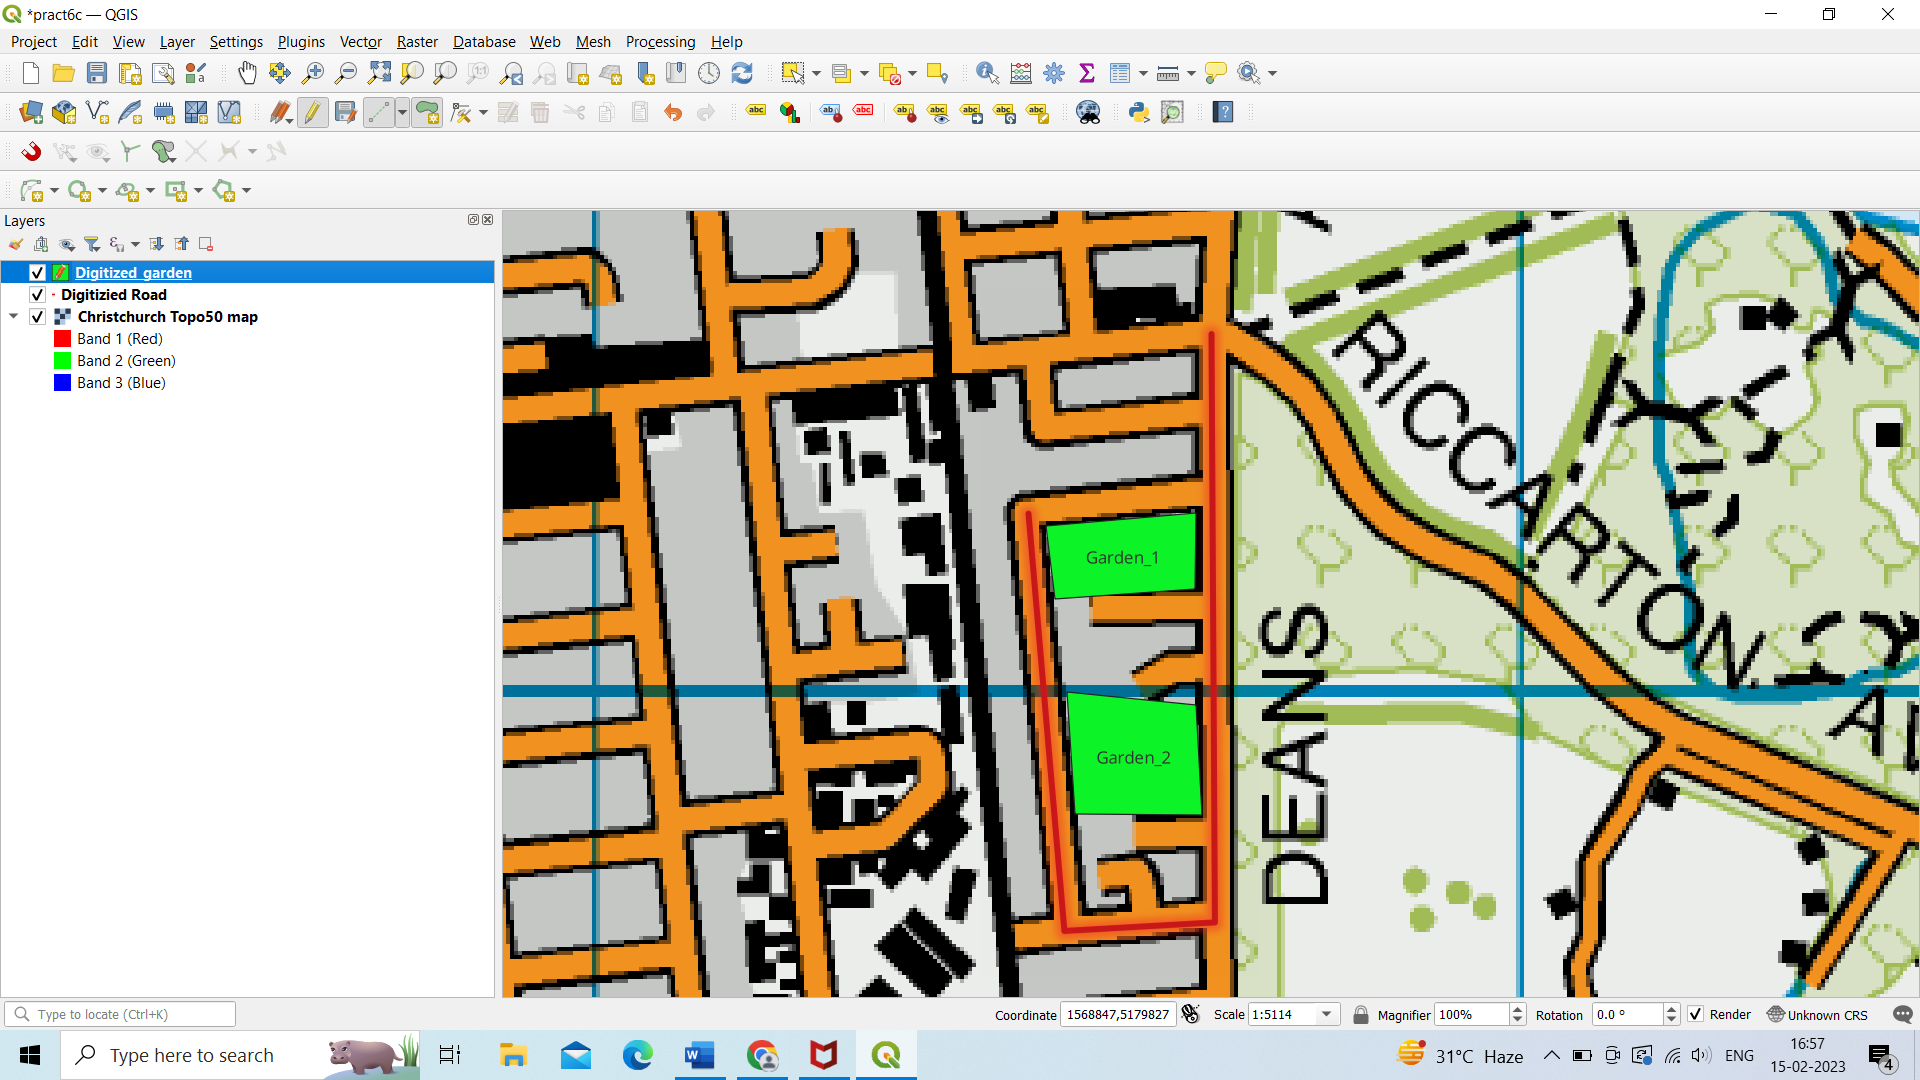 *pract6c — QGIS
Project Edit View Layer Settings Plugins Vector Raster Database Web Mesh Processing Help
Layers
Digitized garden
Digitizied Road
Christchurch Topo50 map
Band 1 (Red)
Band 2 (Green)
Band 3 (Blue)
RICCARTON
Garden_1
DEANS
Garden_2
Type to locate (Ctrl+K)
Coordinate 1568847,5179827 Scale 1:5114 Magnifier 100% Rotation 0.0 ° Render Unknown CRS
Type here to search
31°C Haze
ENG
16:57
15-02-2023
4